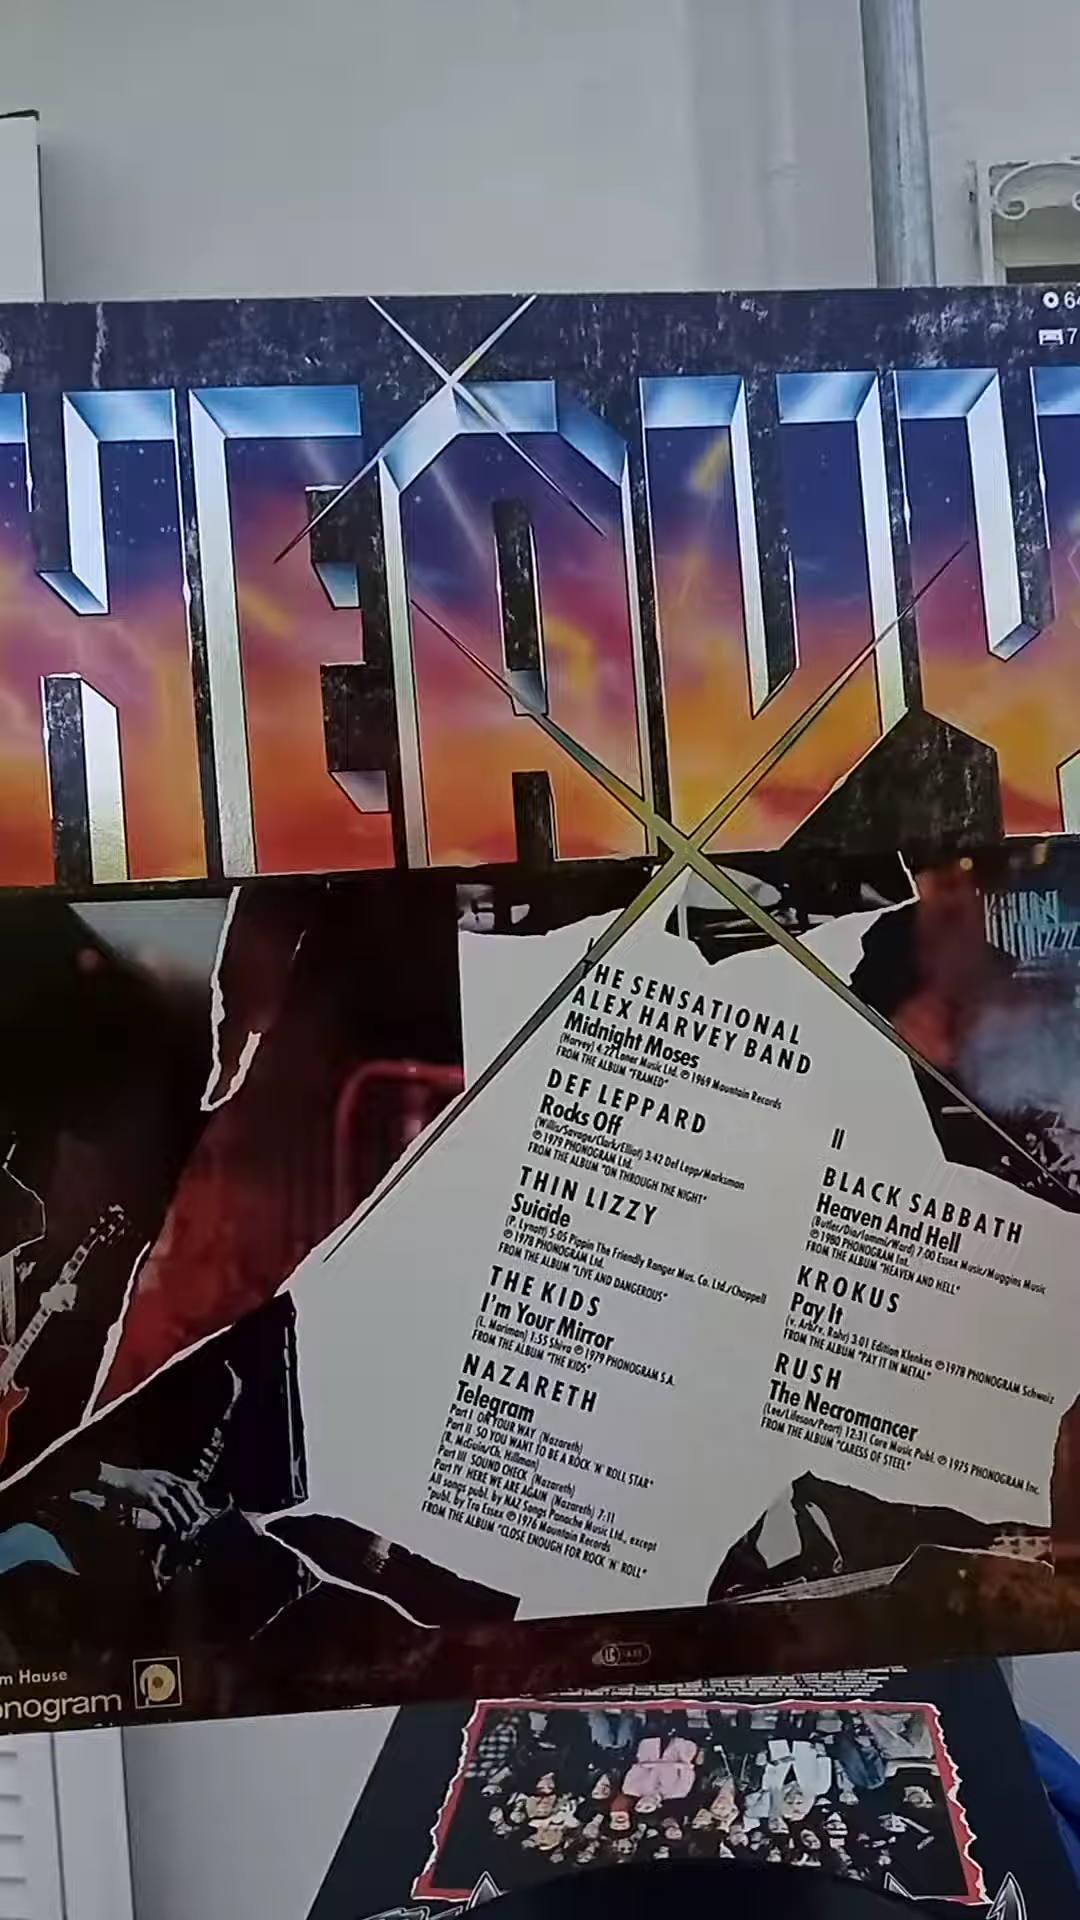 64
7
HEAVY
THE SENSATIONAL
ALEX HARVEY BAND
Midnight Moses
(Harvey) 4:22 Loner Music Ltd. ℗ 1969 Mountain Records
FROM THE ALBUM "FRAMED"
DEF LEPPARD
Rocks Off
(Willis/Savage/Clark/Elliot) 3:42 Def Lepp/Marksman
℗ 1979 PHONOGRAM Ltd.
FROM THE ALBUM "ON THROUGH THE NIGHT"
THIN LIZZY
Suicide
(P. Lynott) 5:05 Pippin The Friendly Ranger Mus. Co. Ltd./Chappell
℗ 1978 PHONOGRAM Ltd.
FROM THE ALBUM "LIVE AND DANGEROUS"
THE KIDS
I'm Your Mirror
(L. Mariman) 1:55 Shiva ℗ 1979 PHONOGRAM S.A.
FROM THE ALBUM "THE KIDS"
NAZARETH
Telegram
Part I ON YOUR WAY (Nazareth)
Part II SO YOU WANT TO BE A ROCK 'N' ROLL STAR*
(R. McGuin/Ch. Hillman)
Part III SOUND CHECK (Nazareth)
Part IV HERE WE ARE AGAIN (Nazareth) 7:11
All songs publ. by NAZ Songs Panache Music Ltd., except
*publ. by Tro Essex ℗ 1976 Mountain Records
FROM THE ALBUM "CLOSE ENOUGH FOR ROCK 'N' ROLL"
II
BLACK SABBATH
Heaven And Hell
(Butler/Dio/Iommi/Ward) 7:00 Essex Music/Muggins Music
℗ 1980 PHONOGRAM Int.
FROM THE ALBUM "HEAVEN AND HELL"
KROKUS
Pay It
(v. Arb/v. Rohr) 3:01 Edition Klonkes ℗ 1978 PHONOGRAM Schweiz
FROM THE ALBUM "PAY IT IN METAL"
RUSH
The Necromancer
(Lee/Lifeson/Peart) 12:31 Core Music Publ. ℗ 1975 PHONOGRAM Inc.
FROM THE ALBUM "CARESS OF STEEL"
m Hause
nogram